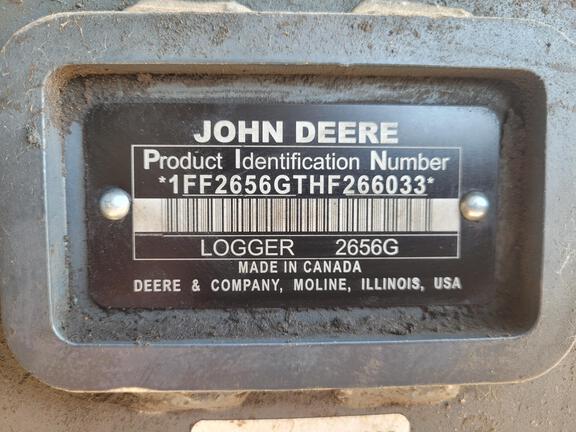 JOHN DEERE
Product Identification Number
*1FF2656GTHF266033*
LOGGER 2656G
MADE IN CANADA
DEERE & COMPANY, MOLINE, ILLINOIS, USA